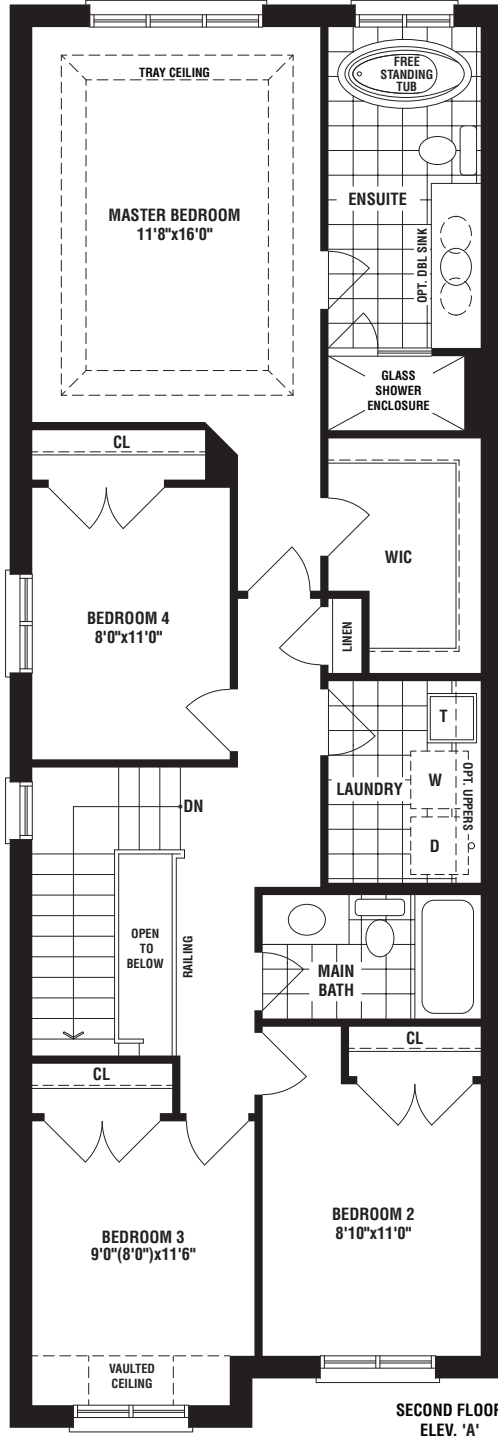 TRAY CEILING
FREE
STANDING
TUB
MASTER BEDROOM
11'8"x16'0"
ENSUITE
OPT. DBL SINK
GLASS
SHOWER
ENCLOSURE
CL
WIC
BEDROOM 4
8'0"x11'0"
LINEN
T
LAUNDRY
W
OPT. UPPERS
D
DN
OPEN
TO
BELOW
RAILING
MAIN
BATH
CL
CL
BEDROOM 2
8'10"x11'0"
BEDROOM 3
9'0"(8'0")x11'6"
VAULTED
CEILING
SECOND FLOOR
ELEV. 'A'